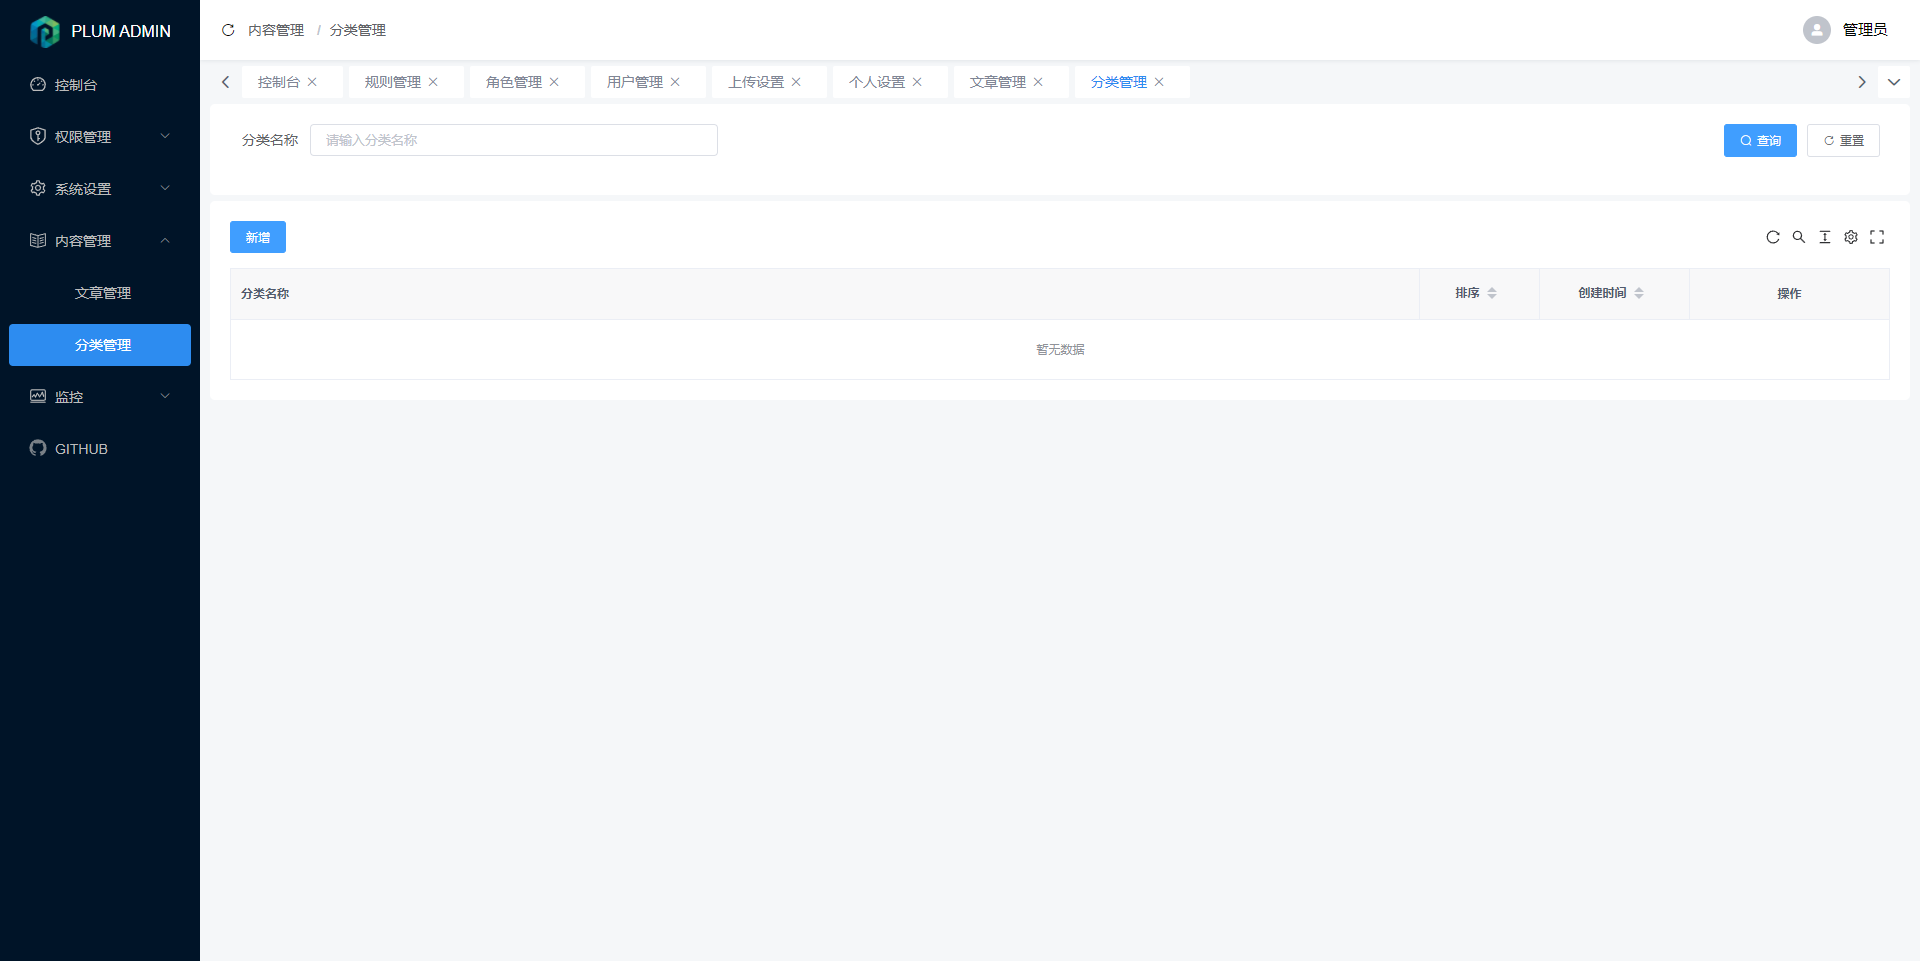 PLUM ADMIN
控制台
权限管理
系统设置
内容管理
文章管理
分类管理
监控
GITHUB
内容管理 / 分类管理
管理员
控制台 规则管理 角色管理 用户管理 上传设置 个人设置 文章管理 分类管理
分类名称 请输入分类名称 查询 重置
新增
分类名称 排序 创建时间 操作
暂无数据